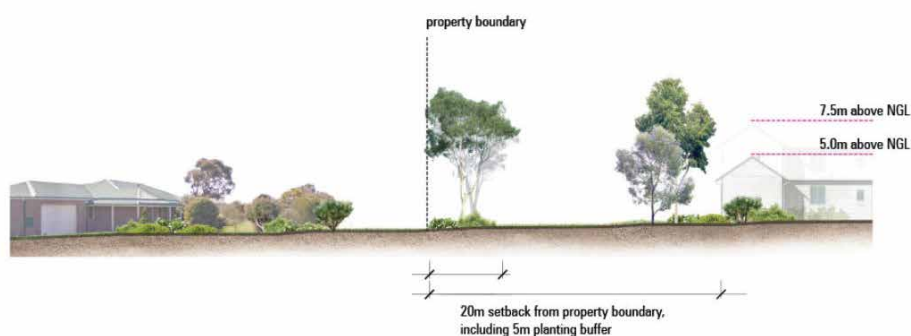 property boundary
7.5m above NGL
5.0m above NGL
20m setback from property boundary,
including 5m planting buffer